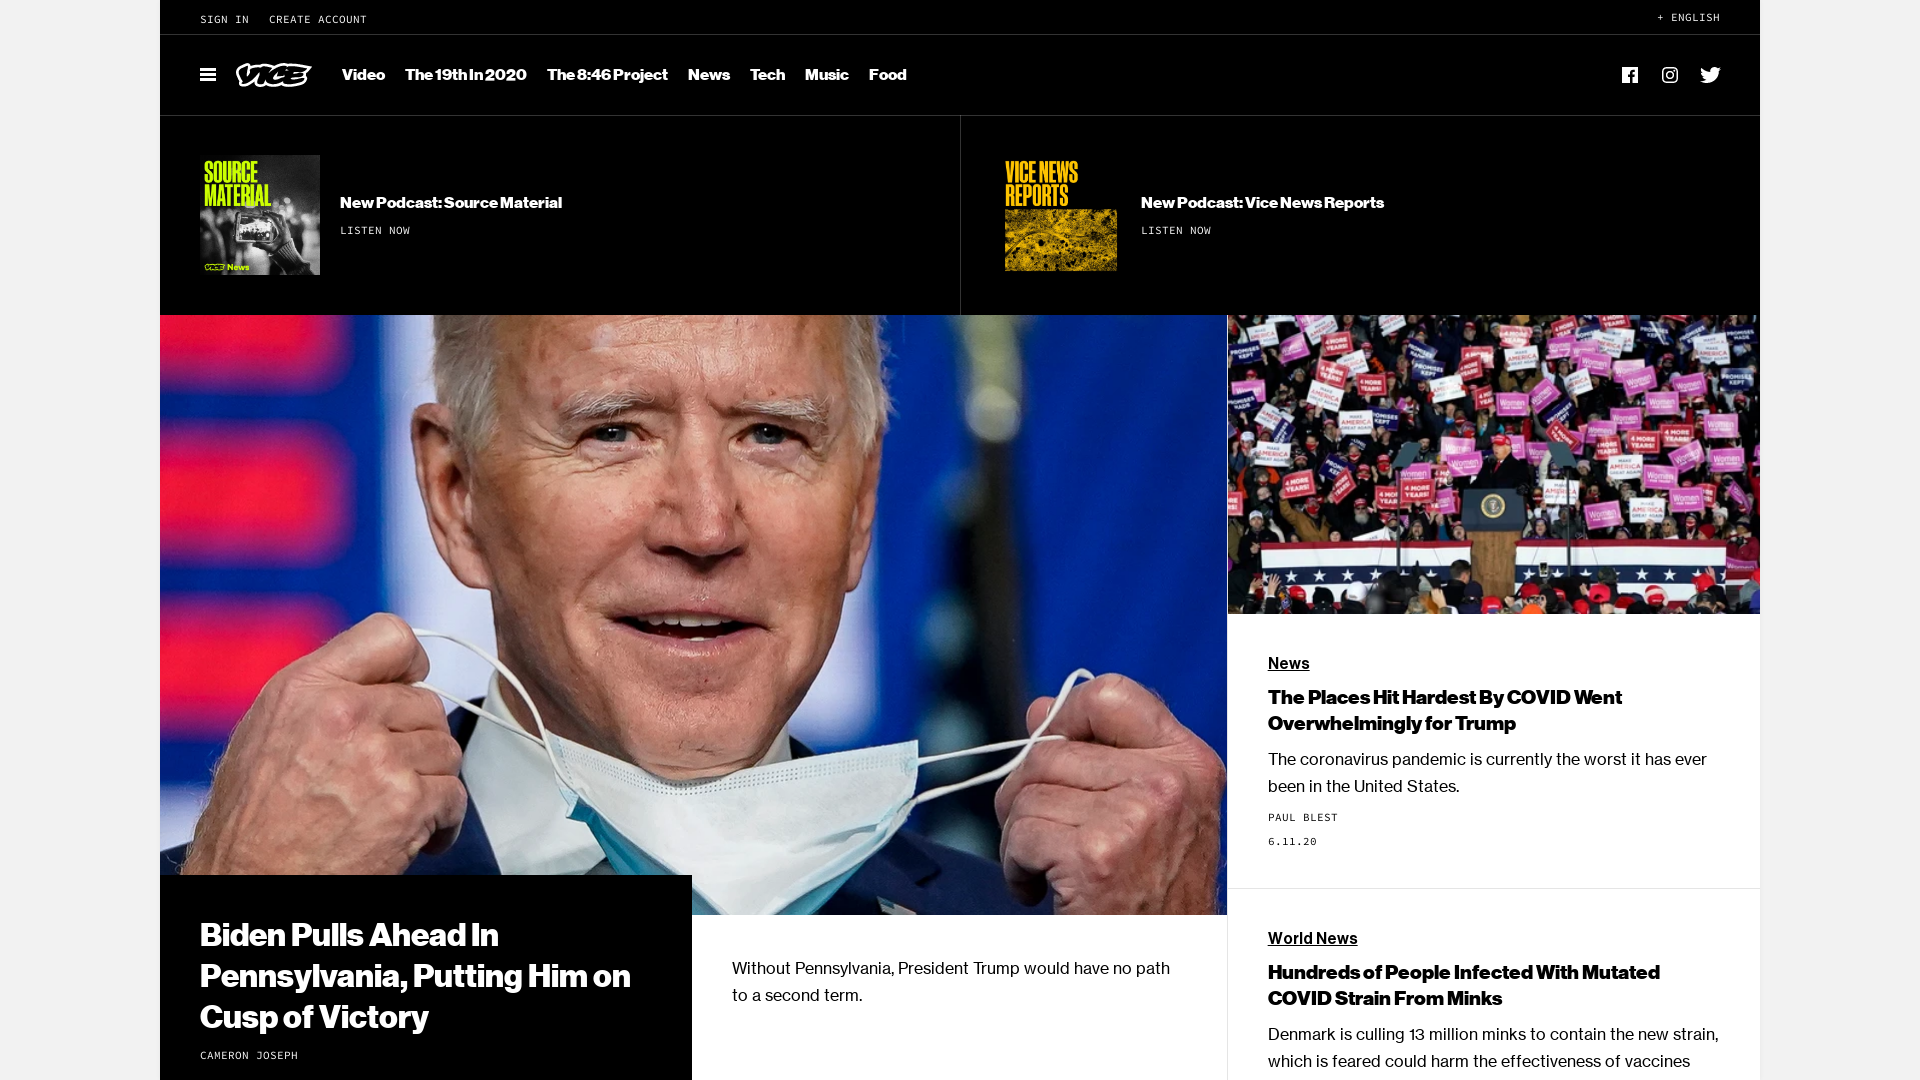 SIGN IN CREATE ACCOUNT + ENGLISH
VICE Video The 19th In 2020 The 8:46 Project News Tech Music Food
SOURCE
MATERIAL
VICE News
New Podcast: Source Material
LISTEN NOW
VICE NEWS
REPORTS
New Podcast: Vice News Reports
LISTEN NOW
Biden Pulls Ahead In
Pennsylvania, Putting Him on
Cusp of Victory
CAMERON JOSEPH
Without Pennsylvania, President Trump would have no path
to a second term.
News
The Places Hit Hardest By COVID Went
Overwhelmingly for Trump
The coronavirus pandemic is currently the worst it has ever
been in the United States.
PAUL BLEST
6.11.20
World News
Hundreds of People Infected With Mutated
COVID Strain From Minks
Denmark is culling 13 million minks to contain the new strain,
which is feared could harm the effectiveness of vaccines